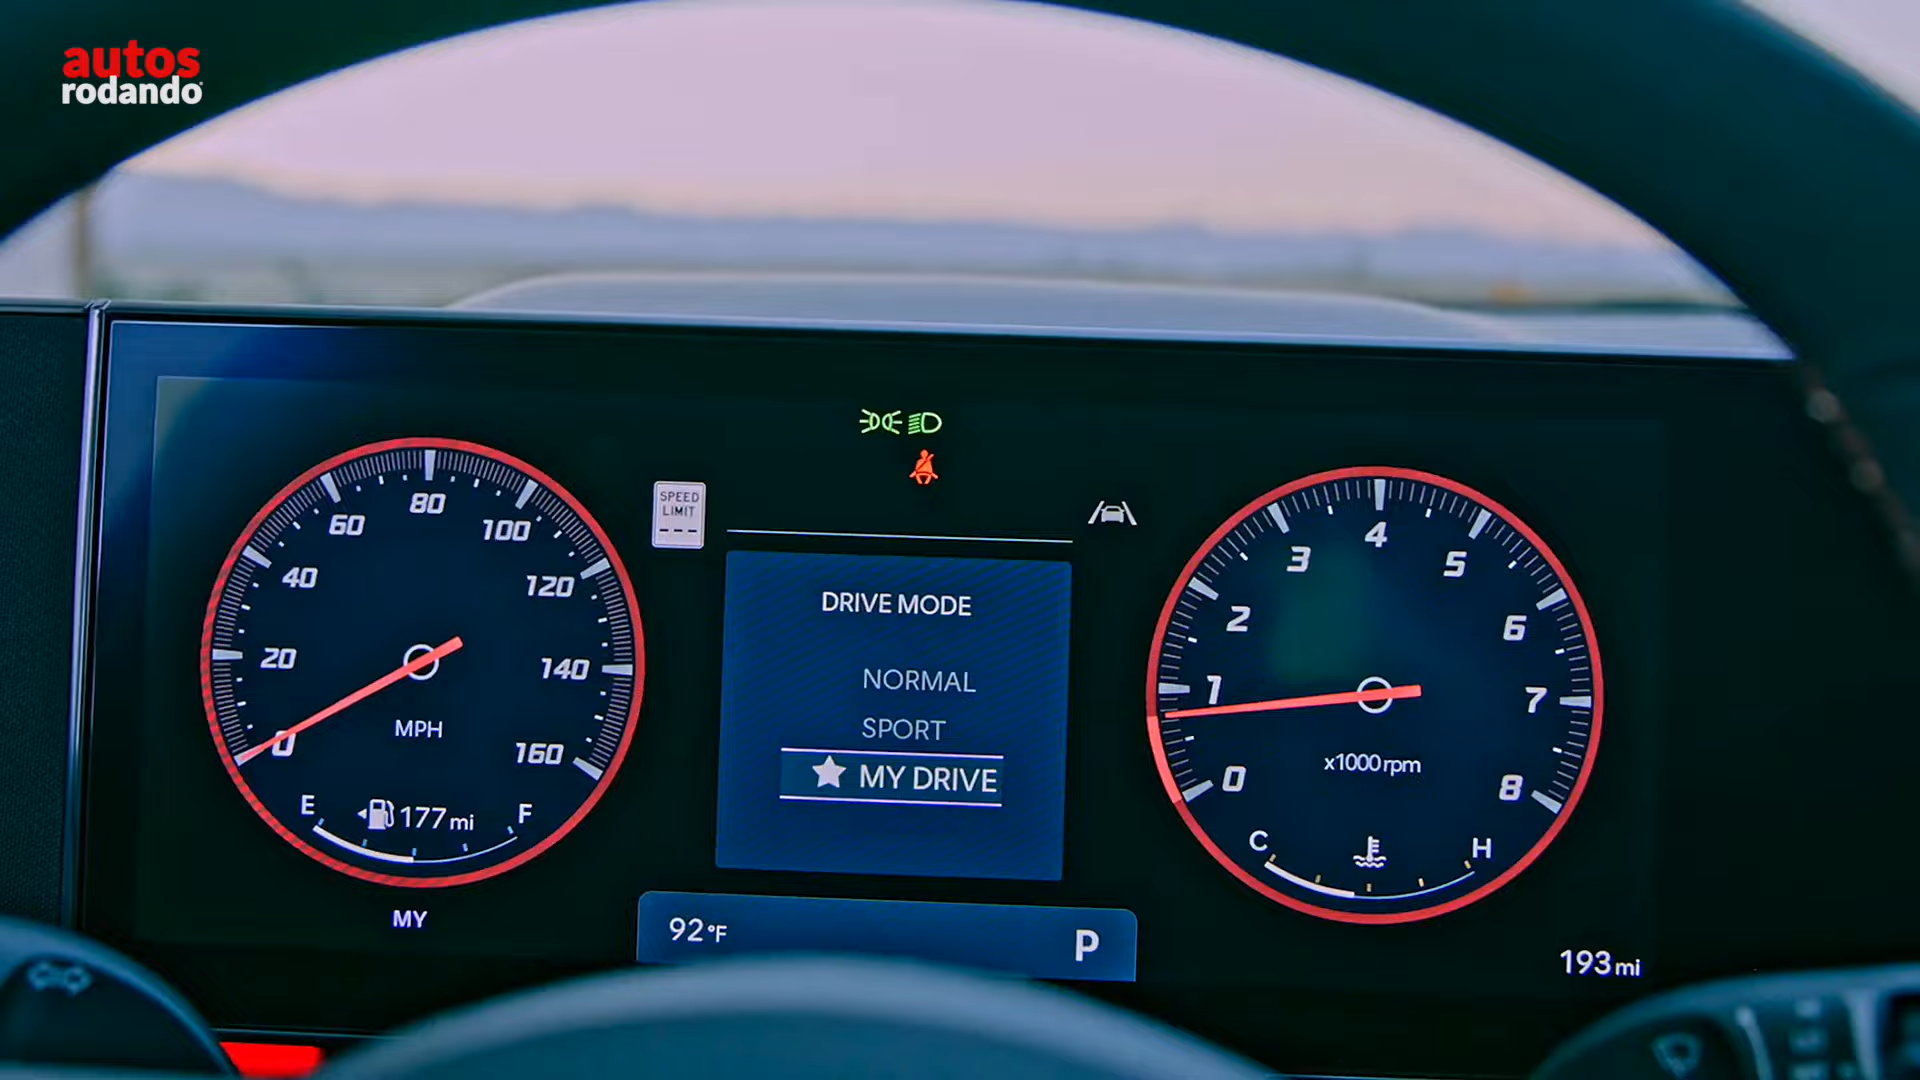 autos
rodando
SPEED
LIMIT
---
DRIVE MODE
NORMAL
SPORT
MY DRIVE
0
20
40
60
80
100
120
140
160
MPH
E
177 mi
F
MY
0
1
2
3
4
5
6
7
8
x1000 rpm
C
H
92°F
P
193 mi